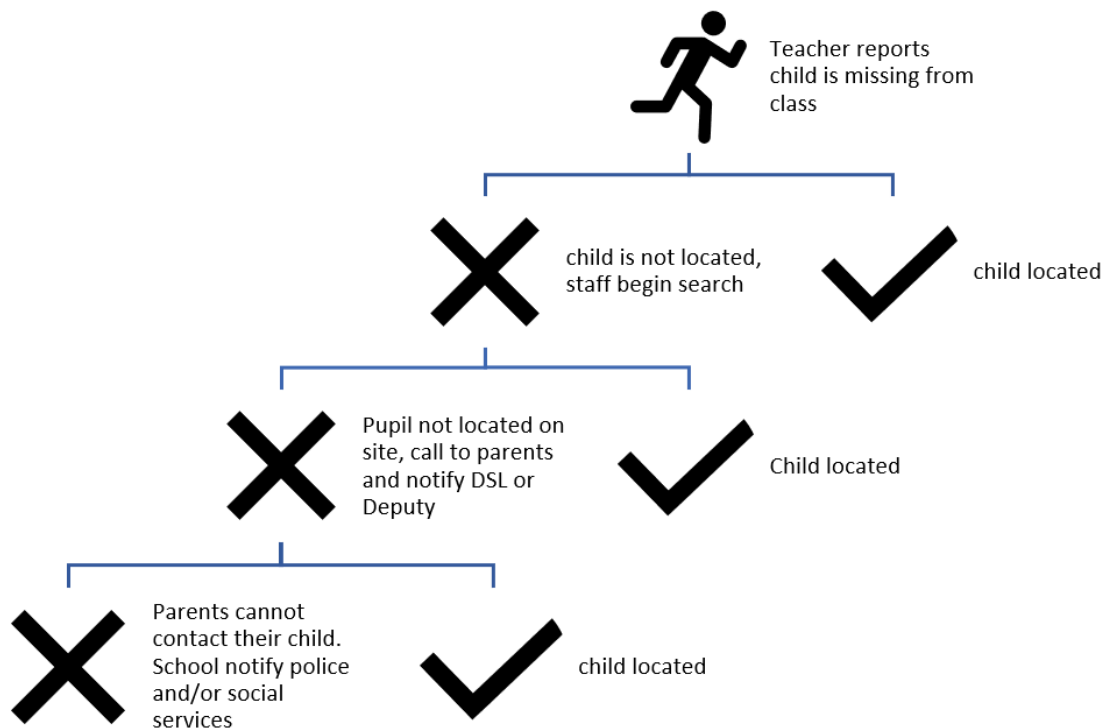 Teacher reports
child is missing from
class
child is not located,
staff begin search
child located
Pupil not located on
site, call to parents
and notify DSL or
Deputy
Child located
Parents cannot
contact their child.
School notify police
and/or social
services
child located